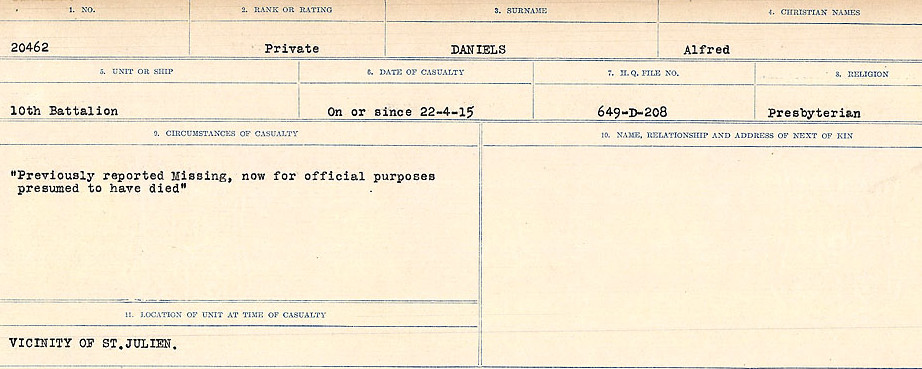 1. NO.
2. RANK OR RATING
3. SURNAME
4. CHRISTIAN NAMES
20462
Private
DANIELS
Alfred
5. UNIT OR SHIP
6. DATE OF CASUALTY
7. H.Q. FILE NO.
8. RELIGION
10th Battalion
On or since 22-4-15
649-D-208
Presbyterian
9. CIRCUMSTANCES OF CASUALTY
10. NAME, RELATIONSHIP AND ADDRESS OF NEXT OF KIN
"Previously reported Missing, now for official purposes
presumed to have died"
11. LOCATION OF UNIT AT TIME OF CASUALTY
VICINITY OF ST.JULIEN.